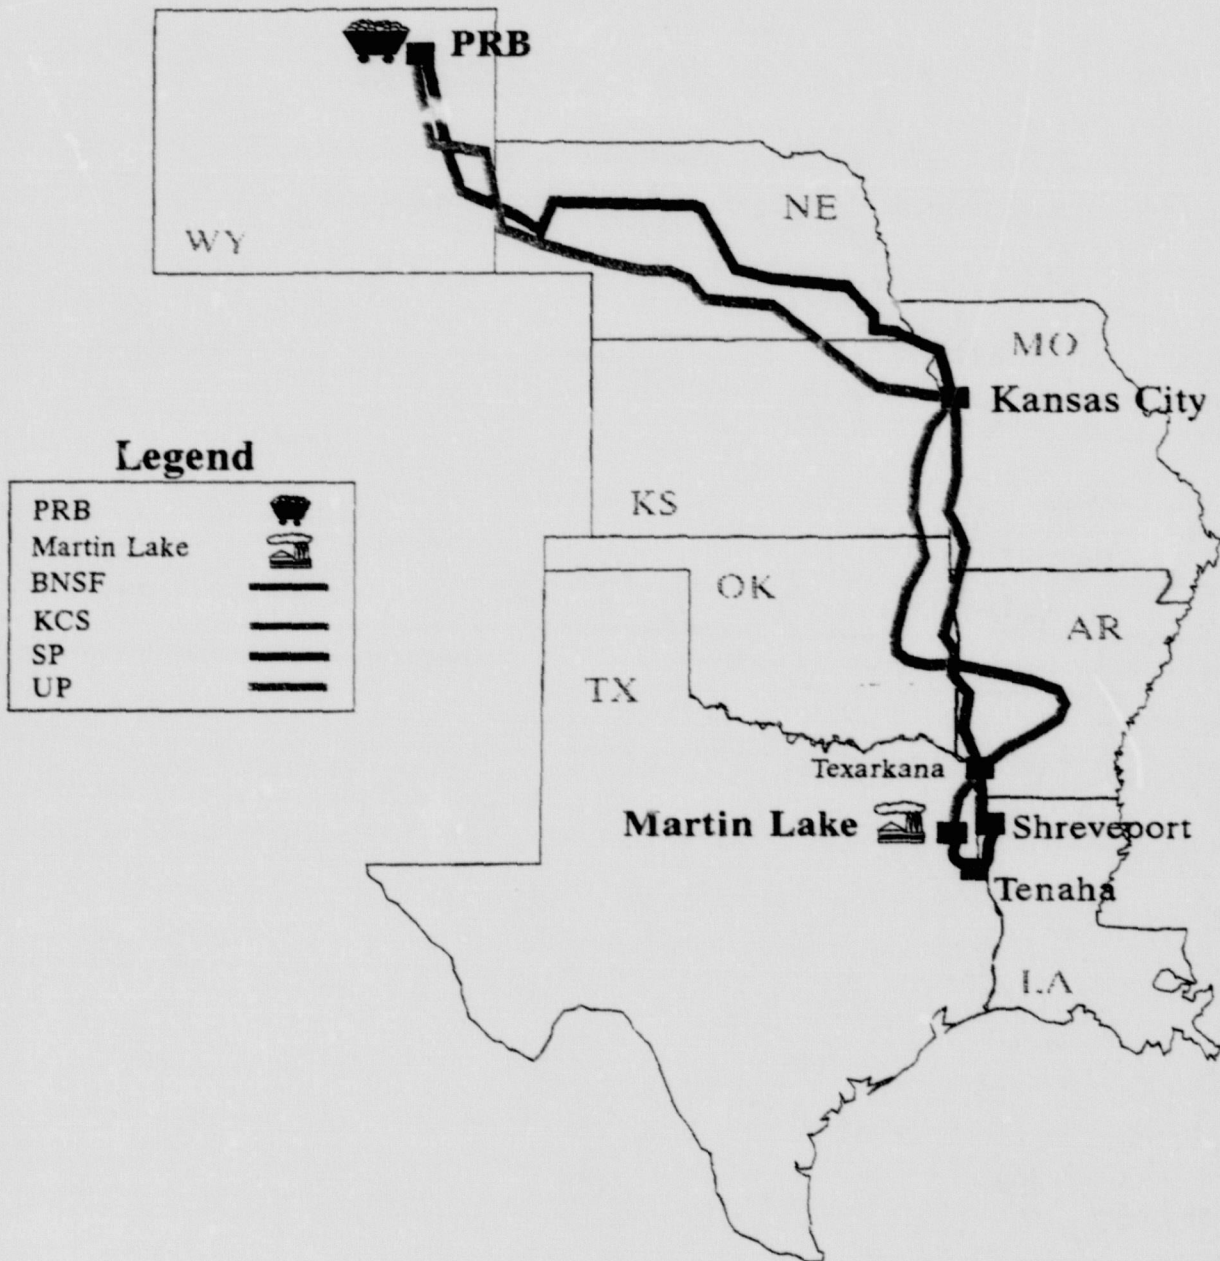 PRB
WY
NE
MO
Kansas City
Legend
PRB
Martin Lake
BNSF
KCS
SP
UP
KS
OK
AR
TX
Texarkana
Martin Lake
Shreveport
Tenaha
LA